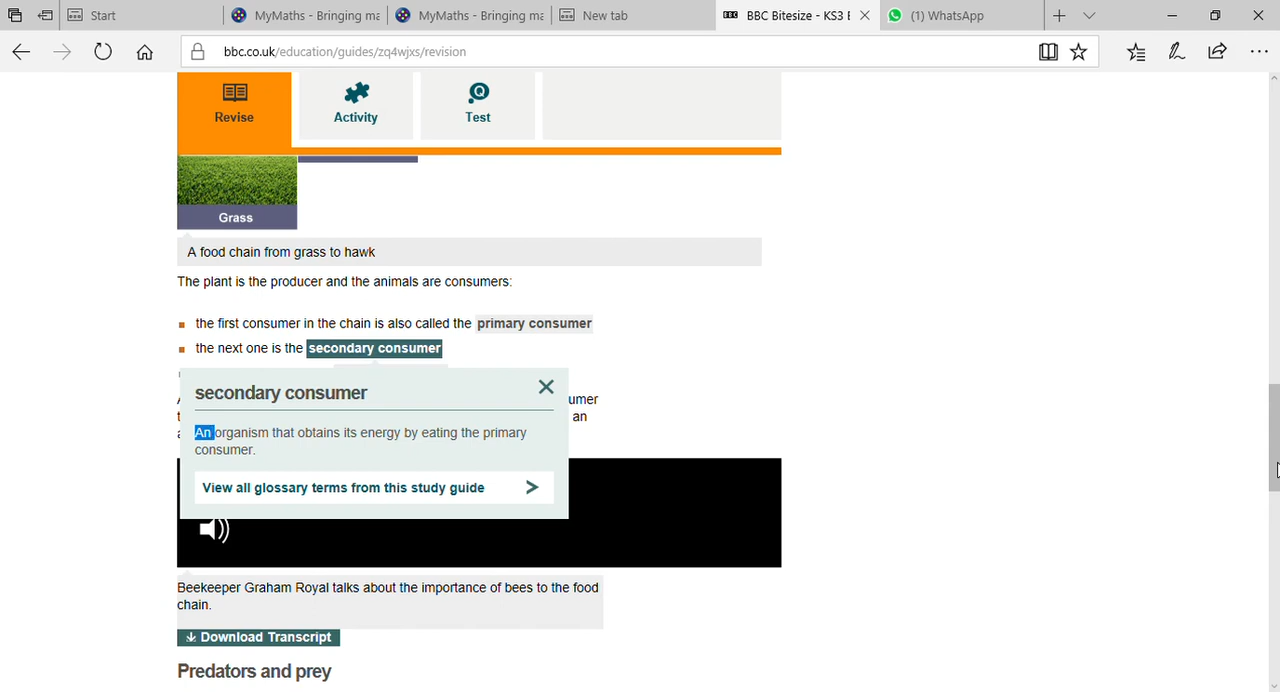 Start
MyMaths - Bringing ma
MyMaths - Bringing ma
New tab
BBC Bitesize - KS3 E
(1) WhatsApp
bbc.co.uk/education/guides/zq4wjxs/revision
Revise
Activity
Test
Grass
A food chain from grass to hawk
The plant is the producer and the animals are consumers:
the first consumer in the chain is also called the primary consumer
the next one is the secondary consumer
secondary consumer
umer
an
An organism that obtains its energy by eating the primary
consumer.
View all glossary terms from this study guide
Beekeeper Graham Royal talks about the importance of bees to the food
chain.
Download Transcript
Predators and prey